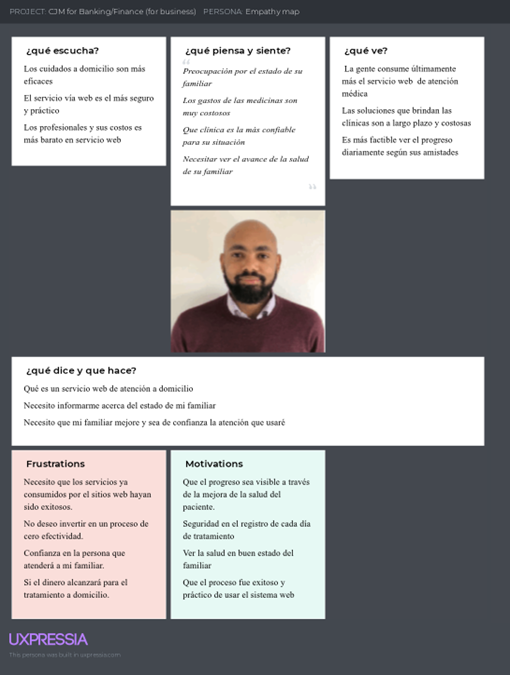 PROJECT: CJM for Banking/Finance (for business) PERSONA: Empathy map
¿qué escucha?
Los cuidados a domicilio son más
eficaces
El servicio vía web es el más seguro
y práctico
Los profesionales y sus costos es
más barato en servicio web
¿qué piensa y siente?
“
Preocupación por el estado de su
familiar
Los gastos de las medicinas son
muy costosos
Que clínica es la más confiable
para su situación
Necesitar ver el avance de la salud
de su familiar
”
¿qué ve?
La gente consume últimamente
más el servicio web de atención
médica
Las soluciones que brindan las
clínicas son a largo plazo y costosas
Es más factible ver el progreso
diariamente según sus amistades
¿qué dice y que hace?
Qué es un servicio web de atención a domicilio
Necesito informarme acerca del estado de mi familiar
Necesito que mi familiar mejore y sea de confianza la atención que usaré
Frustrations
Necesito que los servicios ya
consumidos por el sitios web hayan
sido exitosos.
No deseo invertir en un proceso de
cero efectividad.
Confianza en la persona que
atenderá a mi familiar.
Si el dinero alcanzará para el
tratamiento a domicilio.
Motivations
Que el progreso sea visible a través
de la mejora de la salud del
paciente.
Seguridad en el registro de cada día
de tratamiento
Ver la salud en buen estado del
familiar
Que el proceso fue exitoso y
práctico de usar el sistema web
UXPRESSIA
This persona was built in uxpressia.com